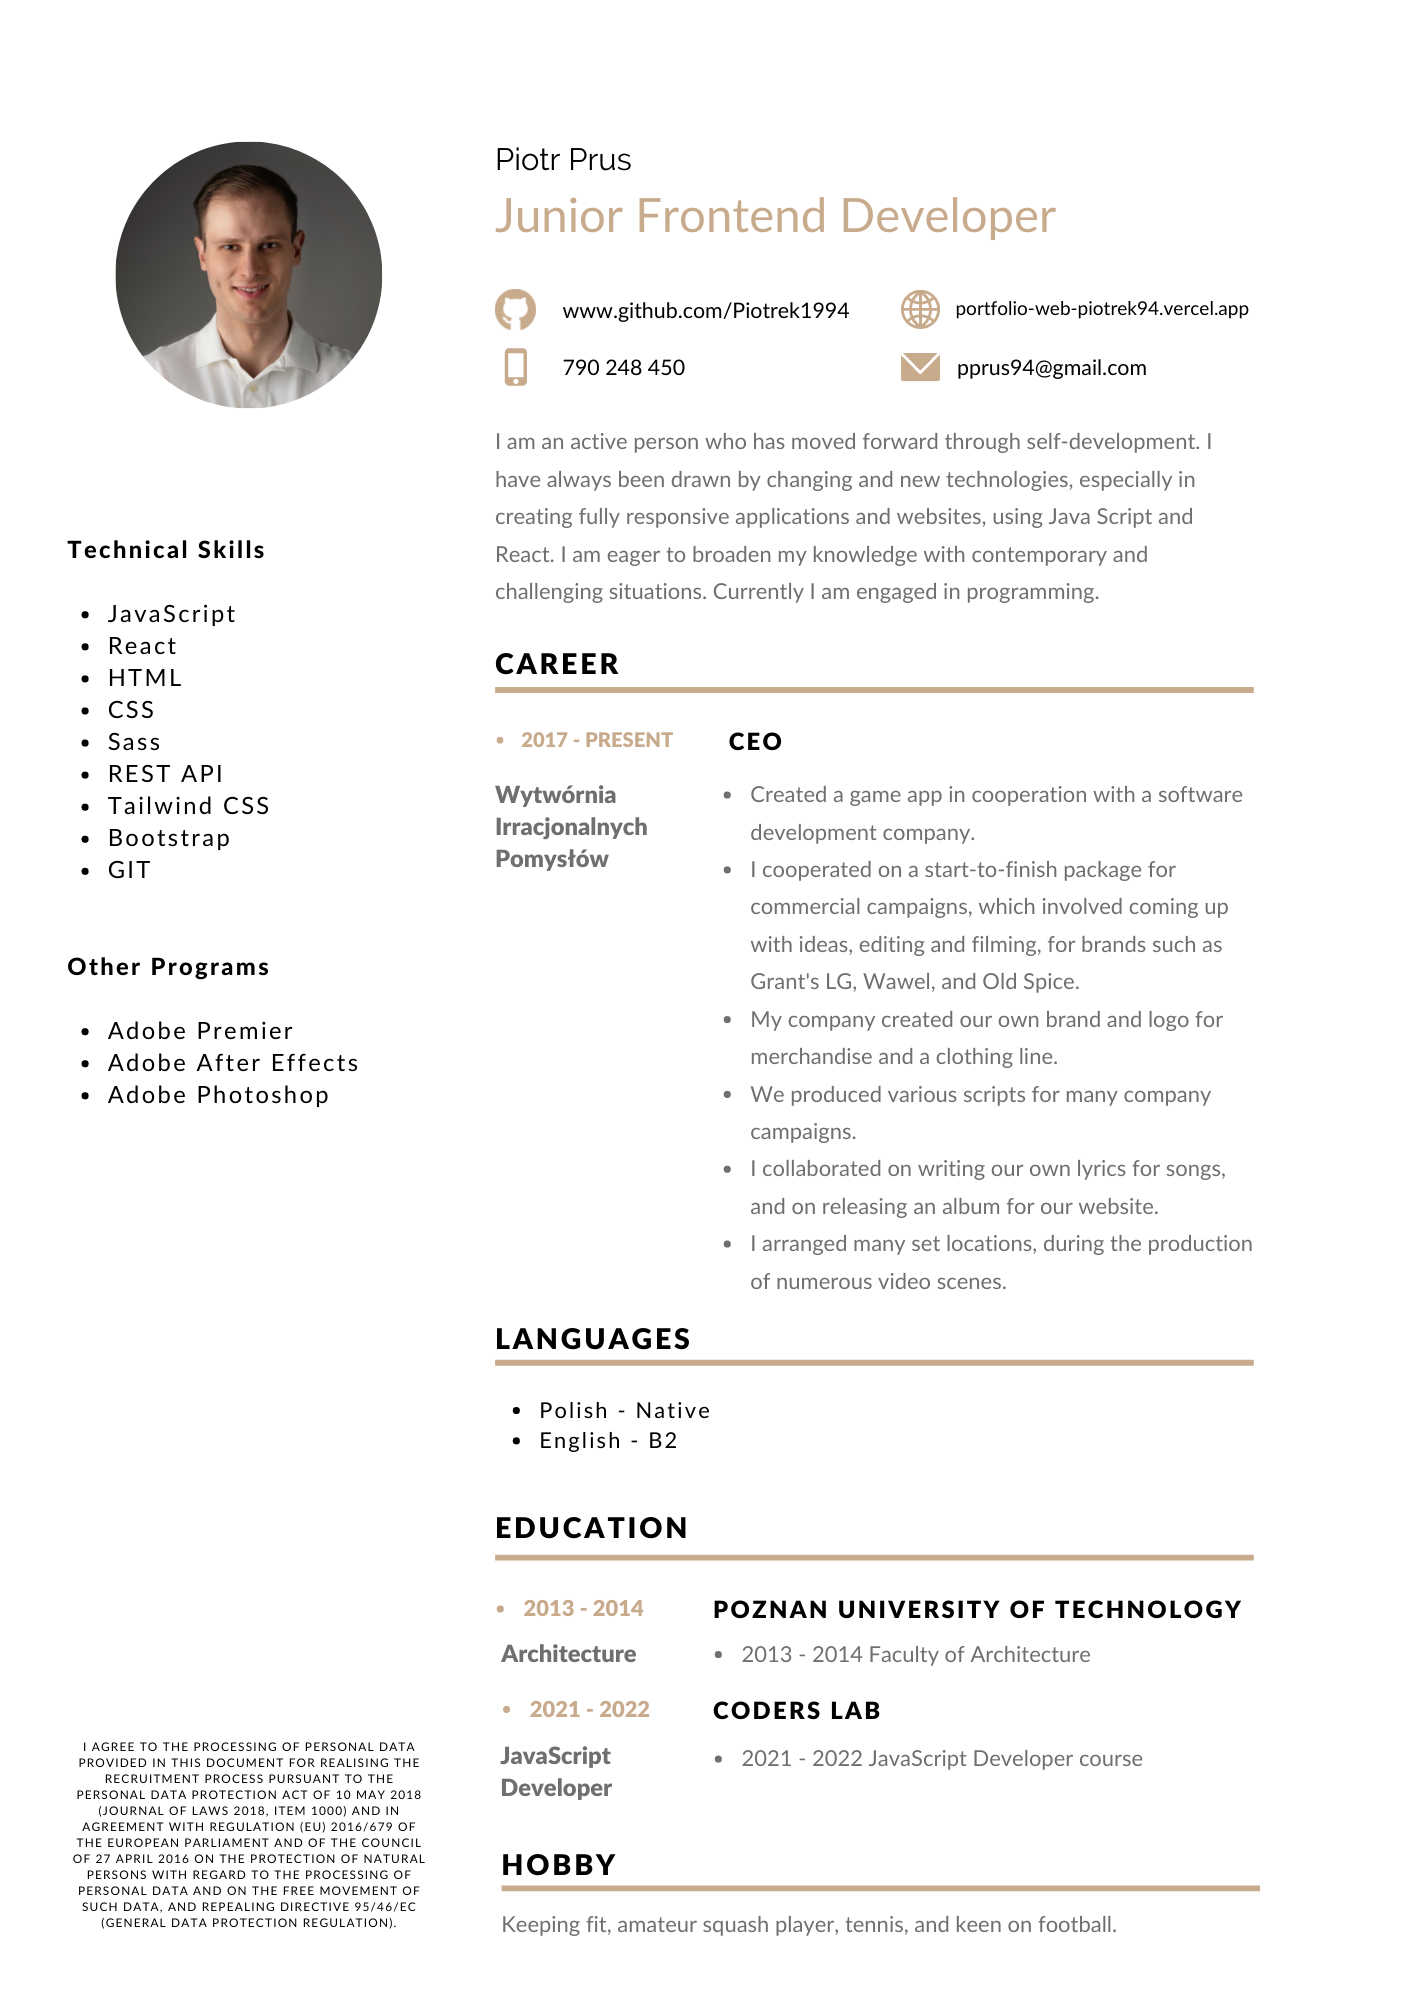 Piotr Prus
Junior Frontend Developer
www.github.com/Piotrek1994
portfolio-web-piotrek94.vercel.app
790 248 450
pprus94@gmail.com
I am an active person who has moved forward through self-development. I
have always been drawn by changing and new technologies, especially in
creating fully responsive applications and websites, using Java Script and
React. I am eager to broaden my knowledge with contemporary and
challenging situations. Currently I am engaged in programming.
Technical Skills
• JavaScript
• React
• HTML
• CSS
• Sass
• REST API
• Tailwind CSS
• Bootstrap
• GIT
Other Programs
• Adobe Premier
• Adobe After Effects
• Adobe Photoshop
I AGREE TO THE PROCESSING OF PERSONAL DATA
PROVIDED IN THIS DOCUMENT FOR REALISING THE
RECRUITMENT PROCESS PURSUANT TO THE
PERSONAL DATA PROTECTION ACT OF 10 MAY 2018
(JOURNAL OF LAWS 2018, ITEM 1000) AND IN
AGREEMENT WITH REGULATION (EU) 2016/679 OF
THE EUROPEAN PARLIAMENT AND OF THE COUNCIL
OF 27 APRIL 2016 ON THE PROTECTION OF NATURAL
PERSONS WITH REGARD TO THE PROCESSING OF
PERSONAL DATA AND ON THE FREE MOVEMENT OF
SUCH DATA, AND REPEALING DIRECTIVE 95/46/EC
(GENERAL DATA PROTECTION REGULATION).
CAREER
• 2017 - PRESENT
Wytwórnia
Irracjonalnych
Pomysłów
CEO
• Created a game app in cooperation with a software
development company.
• I cooperated on a start-to-finish package for
commercial campaigns, which involved coming up
with ideas, editing and filming, for brands such as
Grant's LG, Wawel, and Old Spice.
• My company created our own brand and logo for
merchandise and a clothing line.
• We produced various scripts for many company
campaigns.
• I collaborated on writing our own lyrics for songs,
and on releasing an album for our website.
• I arranged many set locations, during the production
of numerous video scenes.
LANGUAGES
• Polish - Native
• English - B2
EDUCATION
• 2013 - 2014
Architecture
POZNAN UNIVERSITY OF TECHNOLOGY
• 2013 - 2014 Faculty of Architecture
• 2021 - 2022
JavaScript
Developer
CODERS LAB
• 2021 - 2022 JavaScript Developer course
HOBBY
Keeping fit, amateur squash player, tennis, and keen on football.